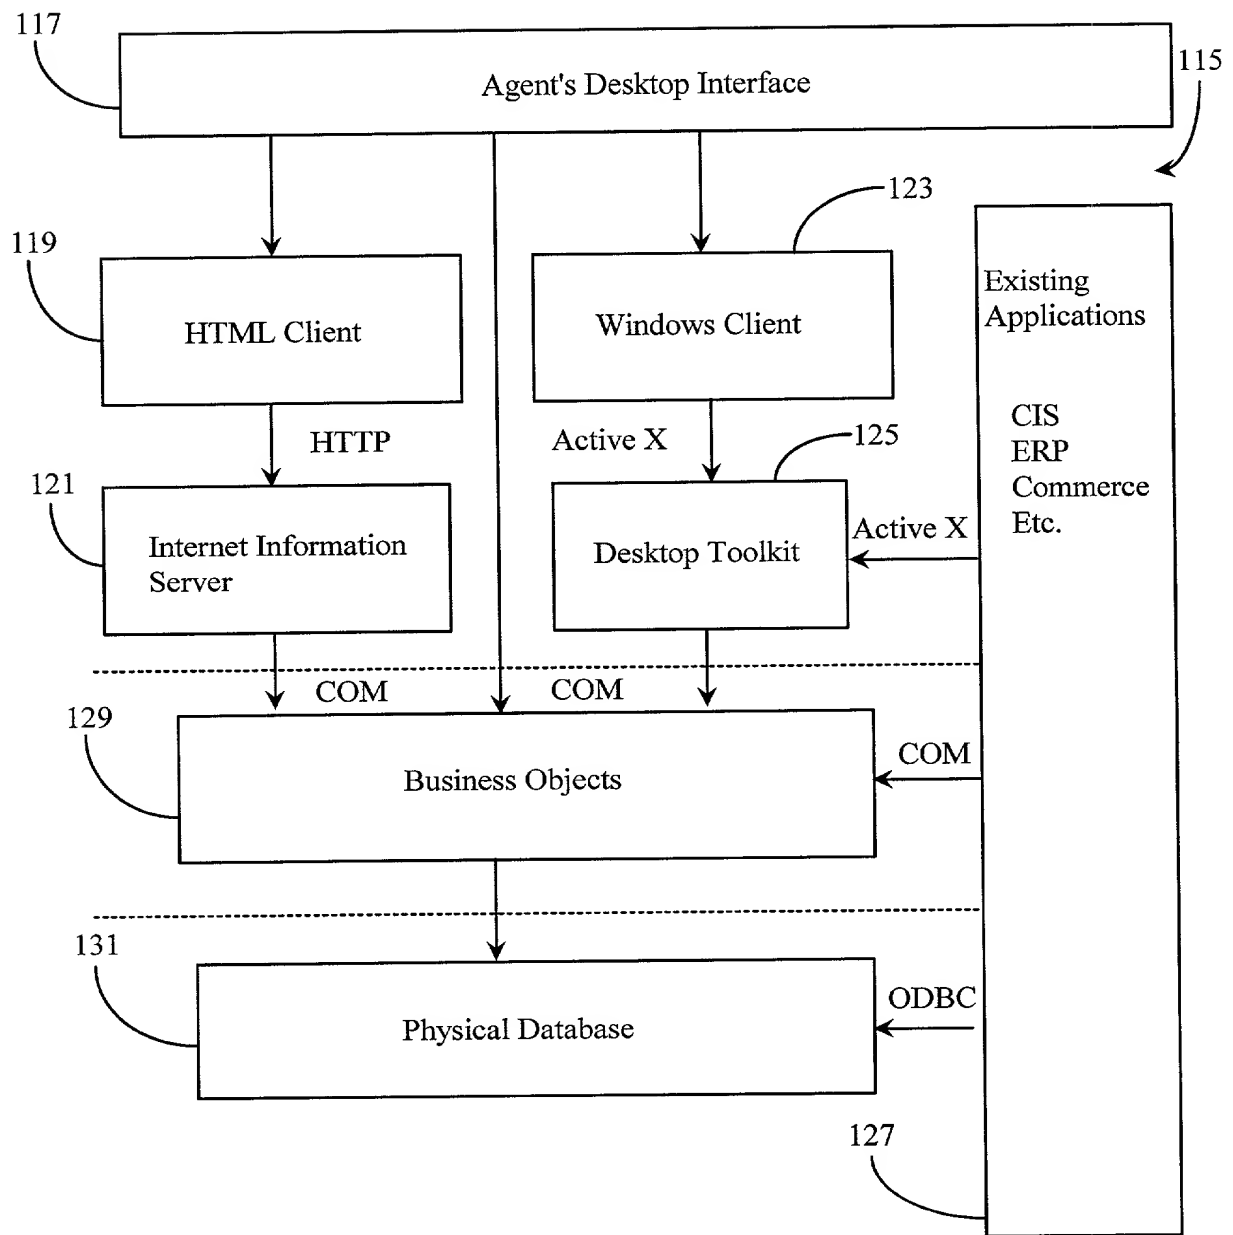 117
Agent's Desktop Interface
115
123
119
HTML Client
Windows Client
Existing
Applications
CIS
ERP
Commerce
Etc.
HTTP
Active X
125
121
Internet Information
Server
Desktop Toolkit
Active X
COM
COM
129
Business Objects
COM
131
Physical Database
ODBC
127